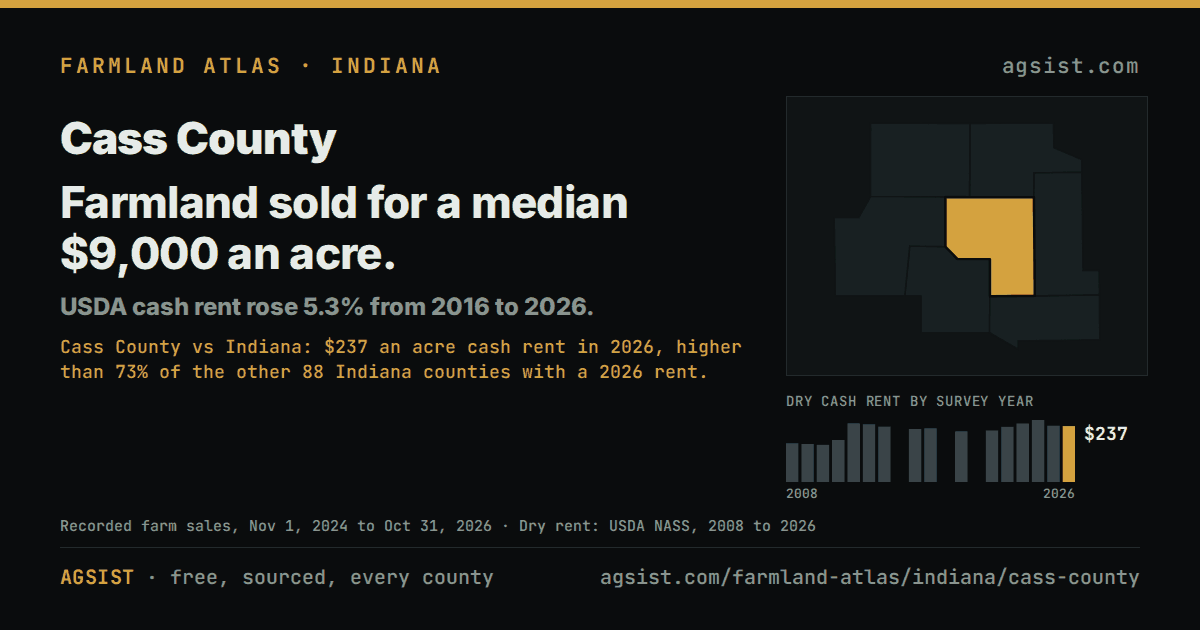 FARMLAND ATLAS · INDIANA
agsist.com
Cass County
Farmland sold for a median
$9,000 an acre.
USDA cash rent rose 5.3% from 2016 to 2026.
Cass County vs Indiana: $237 an acre cash rent in 2026, higher
than 73% of the other 88 Indiana counties with a 2026 rent.
DRY CASH RENT BY SURVEY YEAR
$237
2008
2026
Recorded farm sales, Nov 1, 2024 to Oct 31, 2026 · Dry rent: USDA NASS, 2008 to 2026
AGSIST · free, sourced, every county
agsist.com/farmland-atlas/indiana/cass-county